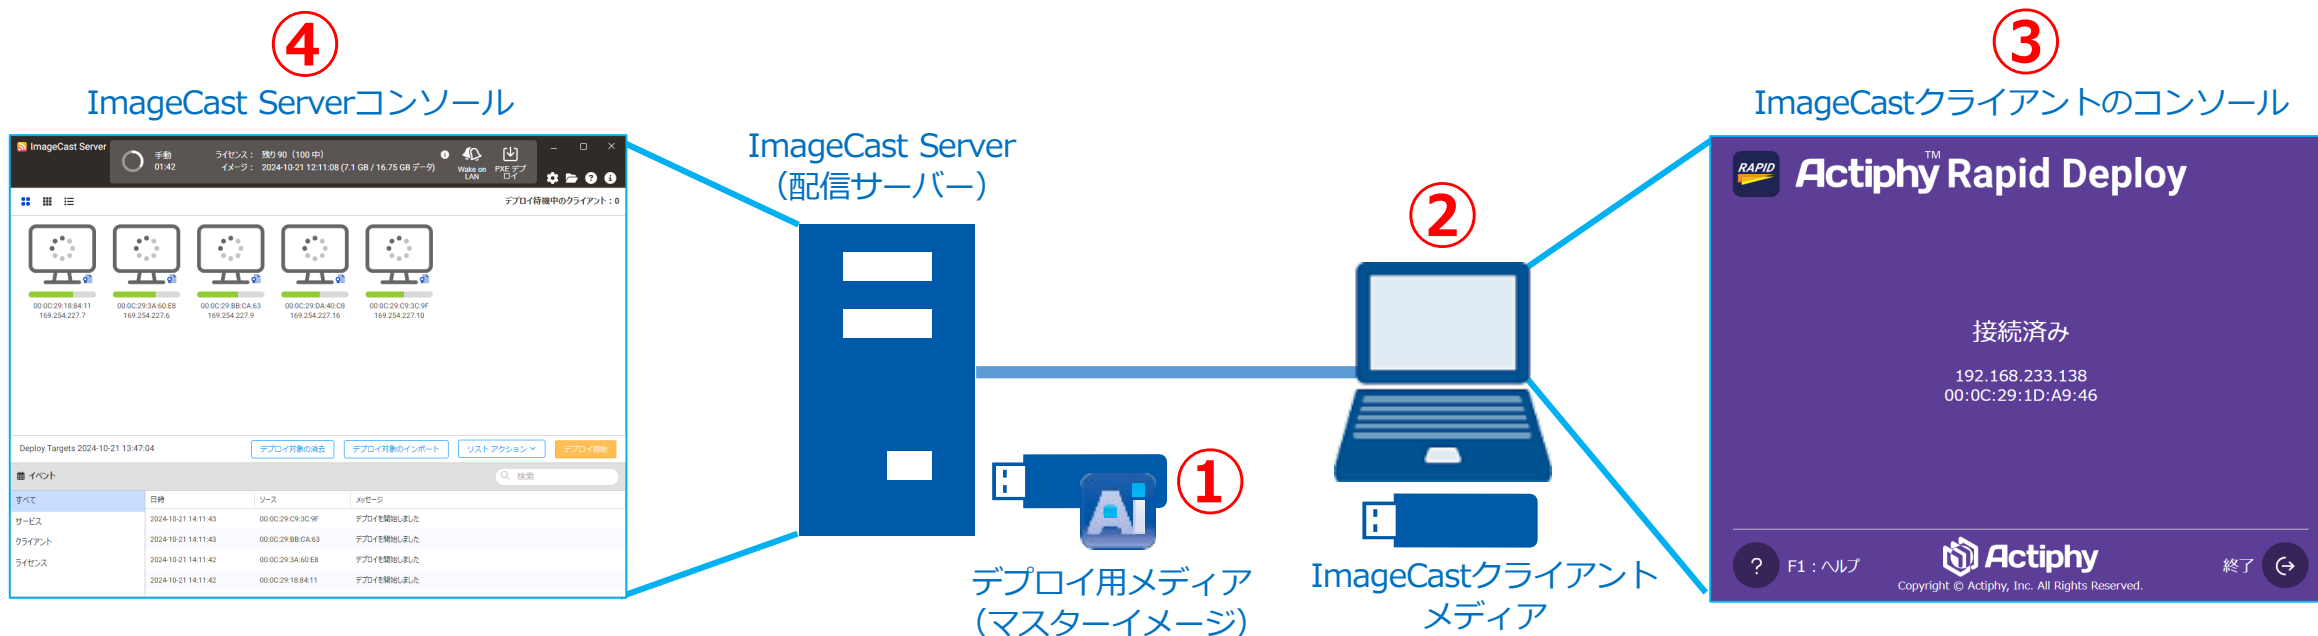 ④
ImageCast Serverコンソール
ImageCast Server
手動
01:42
ライセンス： 残り90（100 中）
イメージ： 2024-10-21 12:11:08 (7.1 GB / 16.75 GB データ)
Wake on
LAN
PXE デプ
ロイ
デプロイ待機中のクライアント：0
00:0C:29:18:84:11
169.254.227.7
00:0C:29:3A:60:E8
169.254.227.6
00:0C:29:BB:CA:63
169.254.227.9
00:0C:29:DA:40:C8
169.254.227.16
00:0C:29:C9:3C:9F
169.254.227.10
Deploy Targets 2024-10-21 13:47:04
デプロイ対象の消去
デプロイ対象のインポート
リスト アクション
デプロイ開始
イベント
検索
すべて
サービス
クライアント
ライセンス
日時 ソース メッセージ
2024-10-21 14:11:43 00:0C:29:C9:3C:9F デプロイを開始しました
2024-10-21 14:11:43 00:0C:29:BB:CA:63 デプロイを開始しました
2024-10-21 14:11:42 00:0C:29:3A:60:E8 デプロイを開始しました
2024-10-21 14:11:42 00:0C:29:18:84:11 デプロイを開始しました
ImageCast Server
（配信サーバー）
①
Ai
デプロイ用メディア
（マスターイメージ）
②
ImageCastクライアント
メディア
③
ImageCastクライアントのコンソール
RAPID
Actiphy™ Rapid Deploy
接続済み
192.168.233.138
00:0C:29:1D:A9:46
? F1：ヘルプ
Actiphy
Copyright © Actiphy, Inc. All Rights Reserved.
終了